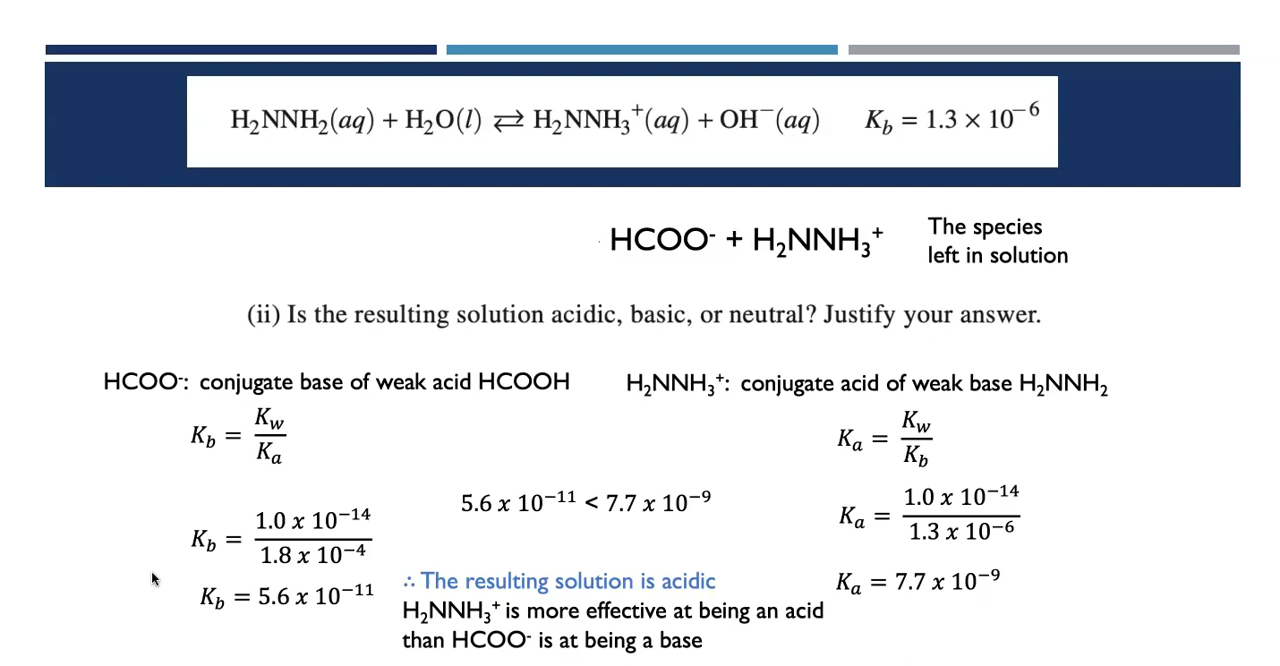 H₂NNH₂(aq) + H₂O(l) ⇄ H₂NNH₃⁺(aq) + OH⁻(aq) K_b = 1.3 × 10⁻⁶
HCOO⁻ + H₂NNH₃⁺
The species
left in solution
(ii) Is the resulting solution acidic, basic, or neutral? Justify your answer.
HCOO⁻: conjugate base of weak acid HCOOH
K_b = K_w / K_a
K_b = 1.0 x 10⁻¹⁴ / 1.8 x 10⁻⁴
K_b = 5.6 x 10⁻¹¹
5.6 x 10⁻¹¹ < 7.7 x 10⁻⁹
∴ The resulting solution is acidic
H₂NNH₃⁺ is more effective at being an acid
than HCOO⁻ is at being a base
H₂NNH₃⁺: conjugate acid of weak base H₂NNH₂
K_a = K_w / K_b
K_a = 1.0 x 10⁻¹⁴ / 1.3 x 10⁻⁶
K_a = 7.7 x 10⁻⁹